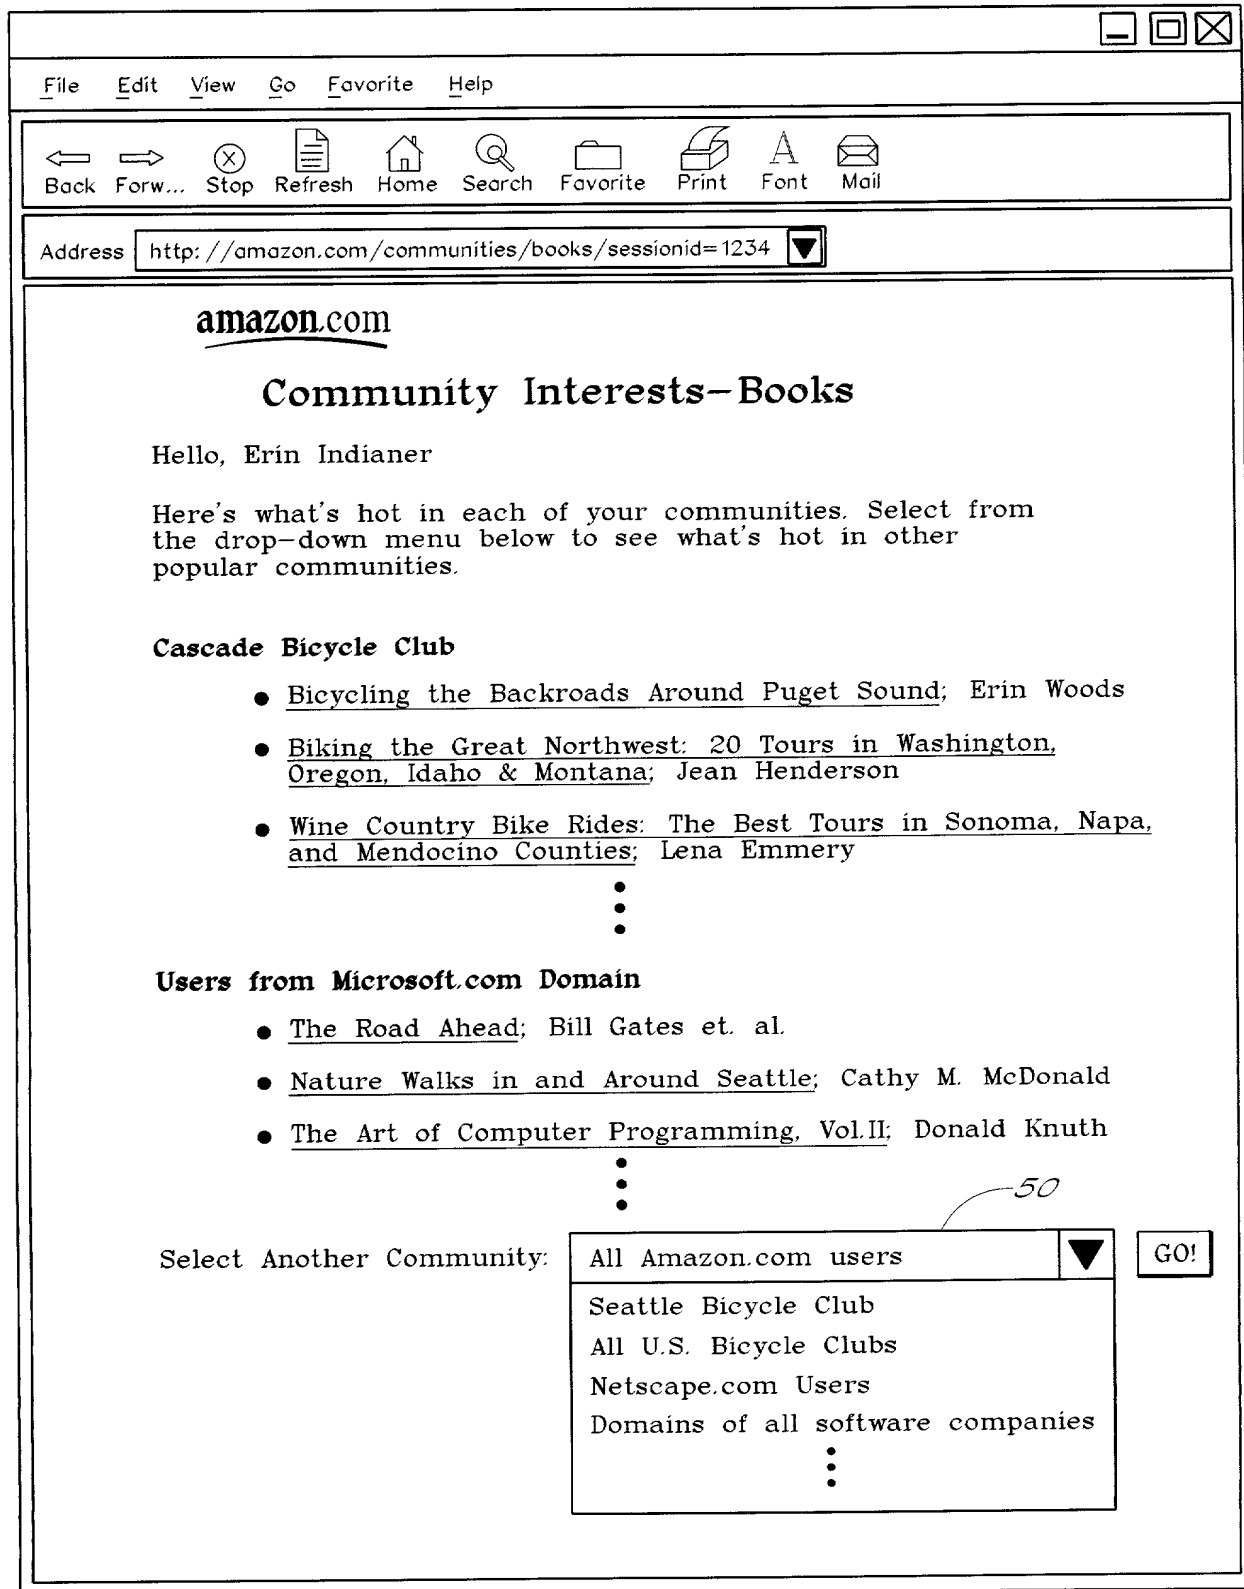 File Edit View Go Favorite Help
Back Forw... Stop Refresh Home Search Favorite Print Font Mail
Address http://amazon.com/communities/books/sessionid=1234
amazon.com
Community Interests-Books
Hello, Erin Indianer
Here's what's hot in each of your communities. Select from
the drop-down menu below to see what's hot in other
popular communities.
Cascade Bicycle Club
• Bicycling the Backroads Around Puget Sound; Erin Woods
• Biking the Great Northwest: 20 Tours in Washington,
Oregon, Idaho & Montana; Jean Henderson
• Wine Country Bike Rides: The Best Tours in Sonoma, Napa,
and Mendocino Counties; Lena Emmery
Users from Microsoft.com Domain
• The Road Ahead; Bill Gates et. al.
• Nature Walks in and Around Seattle; Cathy M. McDonald
• The Art of Computer Programming, Vol.II; Donald Knuth
50
Select Another Community: All Amazon.com users GO!
Seattle Bicycle Club
All U.S. Bicycle Clubs
Netscape.com Users
Domains of all software companies